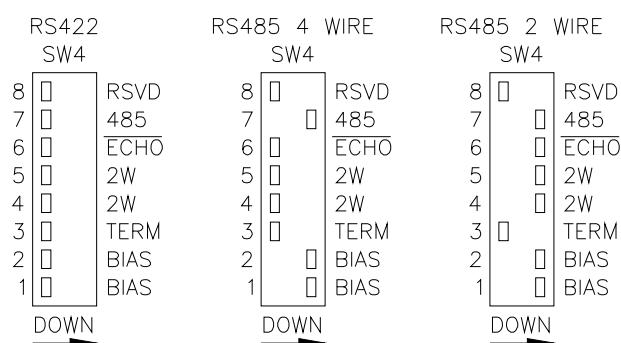 RS422
SW4
8 RSVD
7 485
6 ECHO
5 2W
4 2W
3 TERM
2 BIAS
1 BIAS
DOWN
RS485 4 WIRE
SW4
8 RSVD
7 485
6 ECHO
5 2W
4 2W
3 TERM
2 BIAS
1 BIAS
DOWN
RS485 2 WIRE
SW4
8 RSVD
7 485
6 ECHO
5 2W
4 2W
3 TERM
2 BIAS
1 BIAS
DOWN